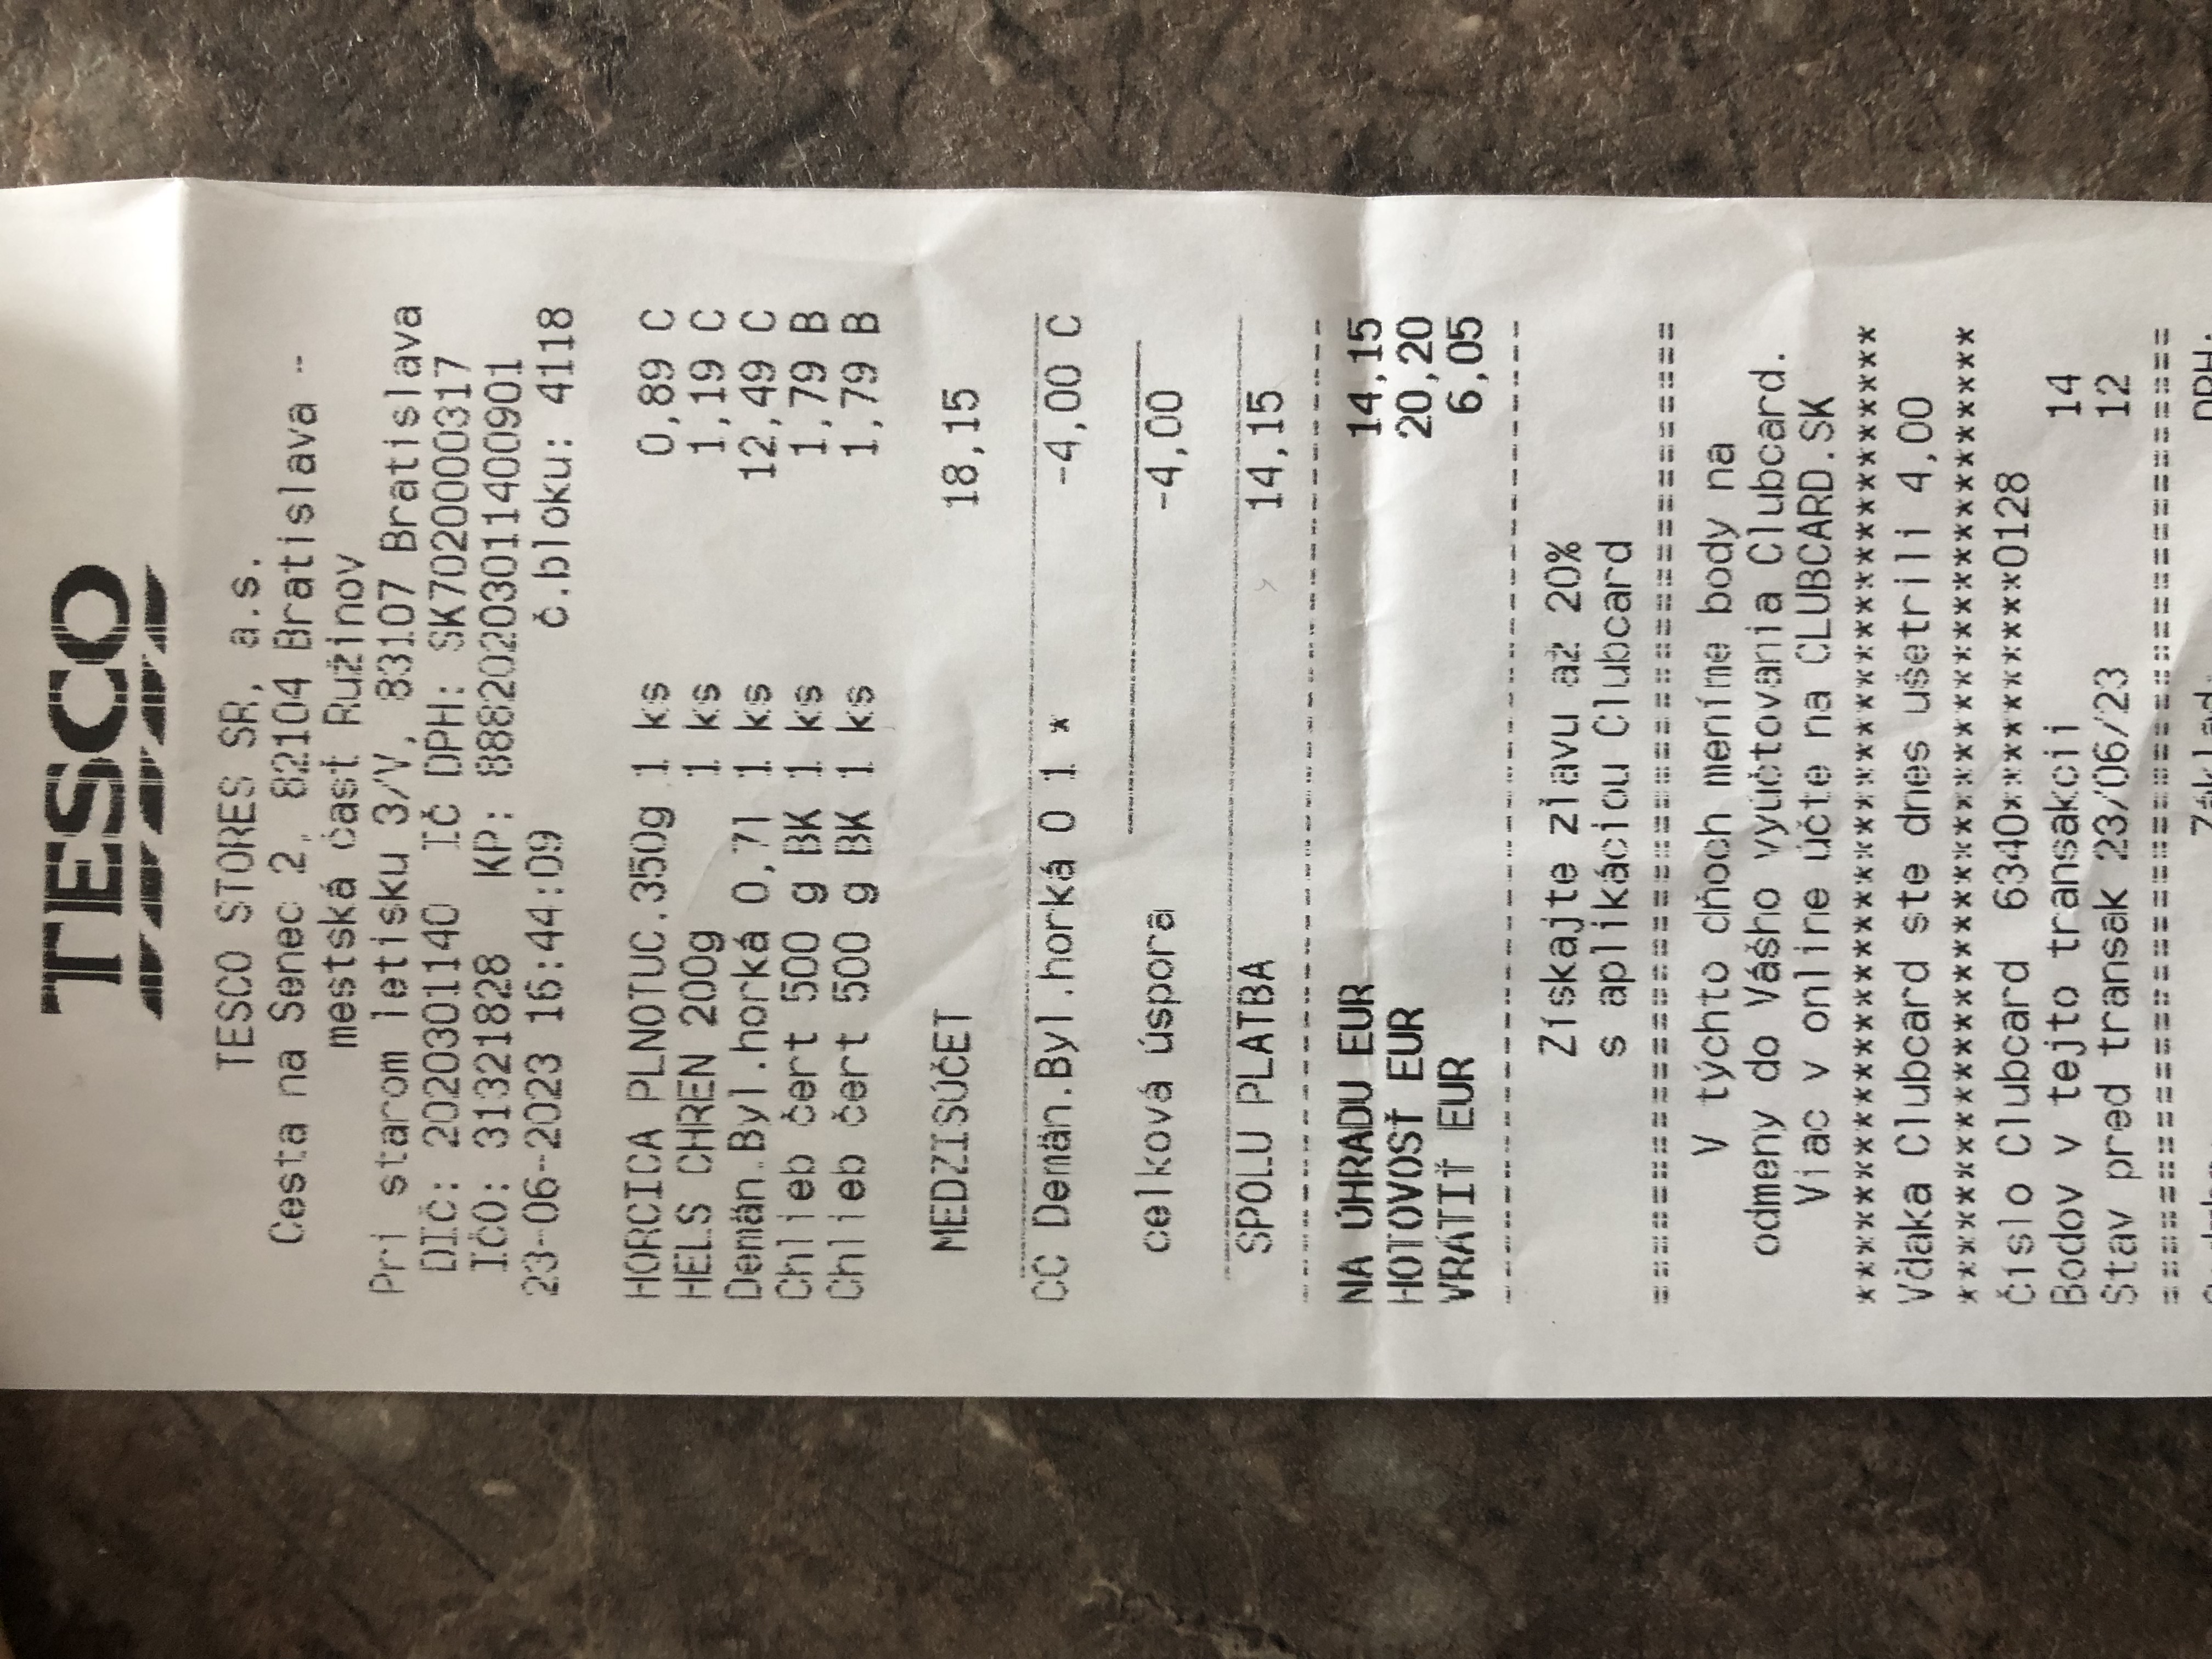 TESCO
TESCO STORES SR, a.s.
Cesta na Senec 2, 82104 Bratislava -
mestská časť Ružinov
Pri starom letisku 3/V, 83107 Bratislava
DIČ: 2020301140 IČ DPH: SK7020000317
IČO: 31321828 KP: 88820203011400901
23-06-2023 16:44:09 č.bloku: 4118
HORCICA PLNOTUC.350g 1 ks 0,89 C
HELS CHREN 200g 1 ks 1,19 C
Demän.Byl.horká 0,7l 1 ks 12,49 C
Chlieb čert 500 g BK 1 ks 1,79 B
Chlieb čert 500 g BK 1 ks 1,79 B
MEDZISÚČET 18,15
CC Demän.Byl.horká 0 1 * -4,00 C
celková úspora -4,00
SPOLU PLATBA 14,15
NA ÚHRADU EUR 14,15
HOTOVOSŤ EUR 20,20
VRÁTIŤ EUR 6,05
Získajte zľavu až 20%
s aplikáciou Clubcard
================================
V týchto dňoch meníme body na
odmeny do Vášho vyúčtovania Clubcard.
Viac v online účte na CLUBCARD.SK
****************************************
Vďaka Clubcard ste dnes ušetrili 4,00
****************************************
Číslo Clubcard 6340**********0128
Bodov v tejto transakcii 14
Stav pred transak 23/06/23 12
================================
Základ: DPH: